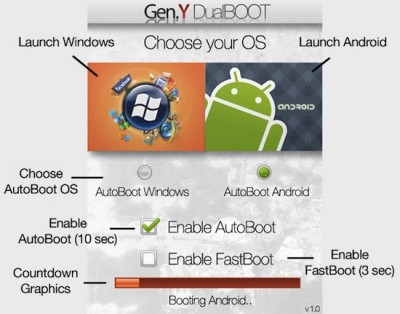 Gen.Y DualBOOT
Launch Windows
Choose your OS
Launch Android
ANDROID
Choose
AutoBoot OS
AutoBoot Windows
AutoBoot Android
Enable
AutoBoot (10 sec)
Enable AutoBoot
Enable FastBoot
Enable
FastBoot (3 sec)
Countdown
Graphics
Booting Android..
v 1.0